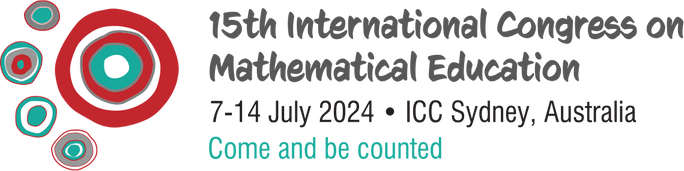 15th International Congress on
Mathematical Education
7-14 July 2024 • ICC Sydney, Australia
Come and be counted